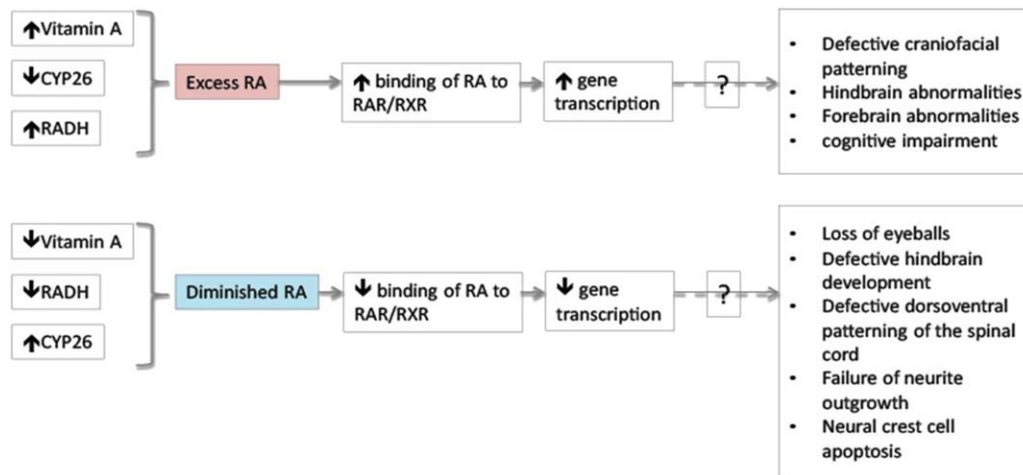 ↑Vitamin A
↓CYP26
↑RADH
Excess RA
↑ binding of RA to
RAR/RXR
↑ gene
transcription
?
• Defective craniofacial
patterning
• Hindbrain abnormalities
• Forebrain abnormalities
• cognitive impairment
↓Vitamin A
↓RADH
↑CYP26
Diminished RA
↓ binding of RA to
RAR/RXR
↓ gene
transcription
?
• Loss of eyeballs
• Defective hindbrain
development
• Defective dorsoventral
patterning of the spinal
cord
• Failure of neurite
outgrowth
• Neural crest cell
apoptosis